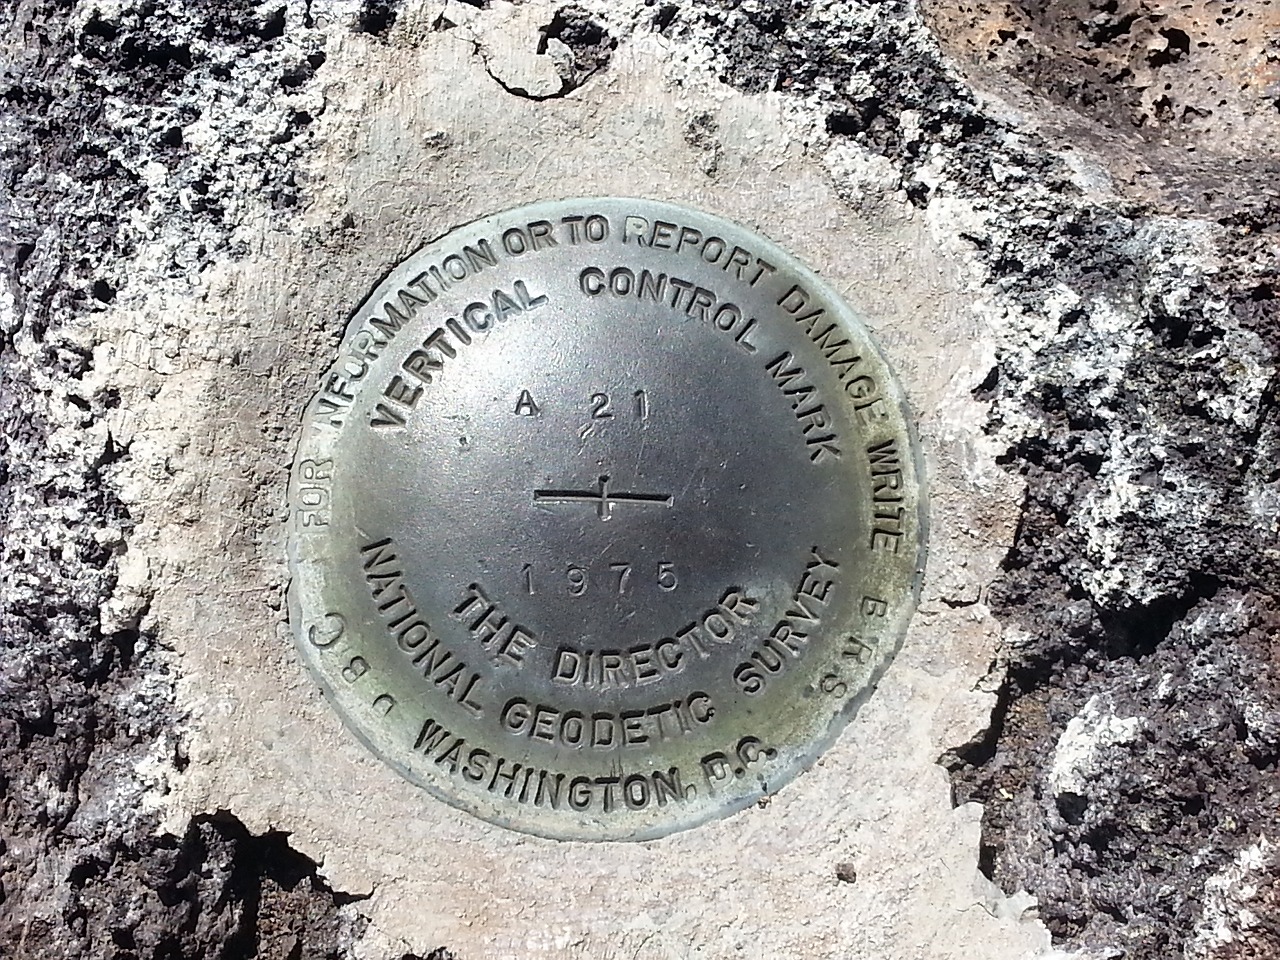 FOR INFORMATION OR TO REPORT DAMAGE WRITE
VERTICAL CONTROL MARK
A 21
1975
THE DIRECTOR
NATIONAL GEODETIC SURVEY
WASHINGTON, D.C.
B R S
D B C